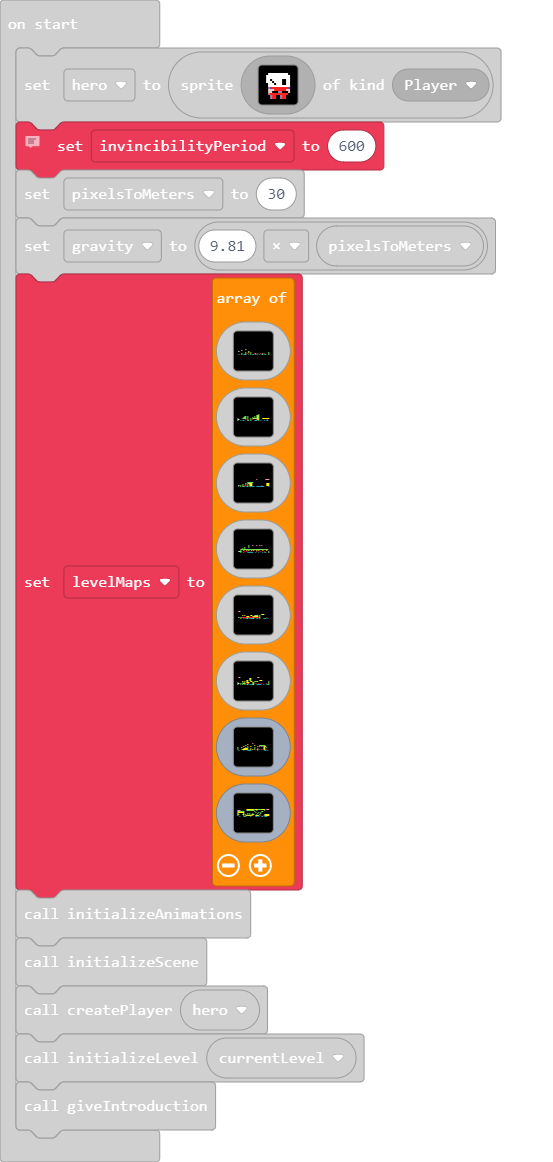 on start
set hero to sprite of kind Player
set invincibilityPeriod to 600
set pixelsToMeters to 30
set gravity to 9.81 × pixelsToMeters
array of
set levelMaps to
call initializeAnimations
call initializeScene
call createPlayer hero
call initializeLevel currentLevel
call giveIntroduction